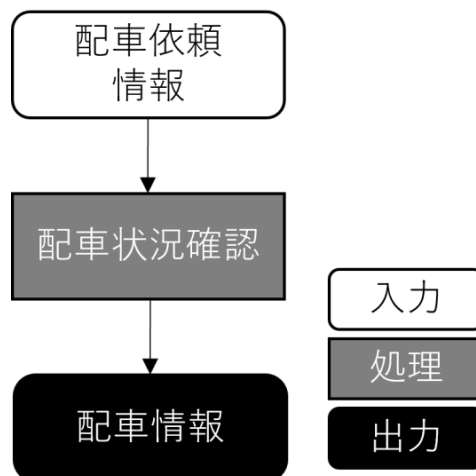 配車依頼
情報
配車状況確認
配車情報
入力
処理
出力